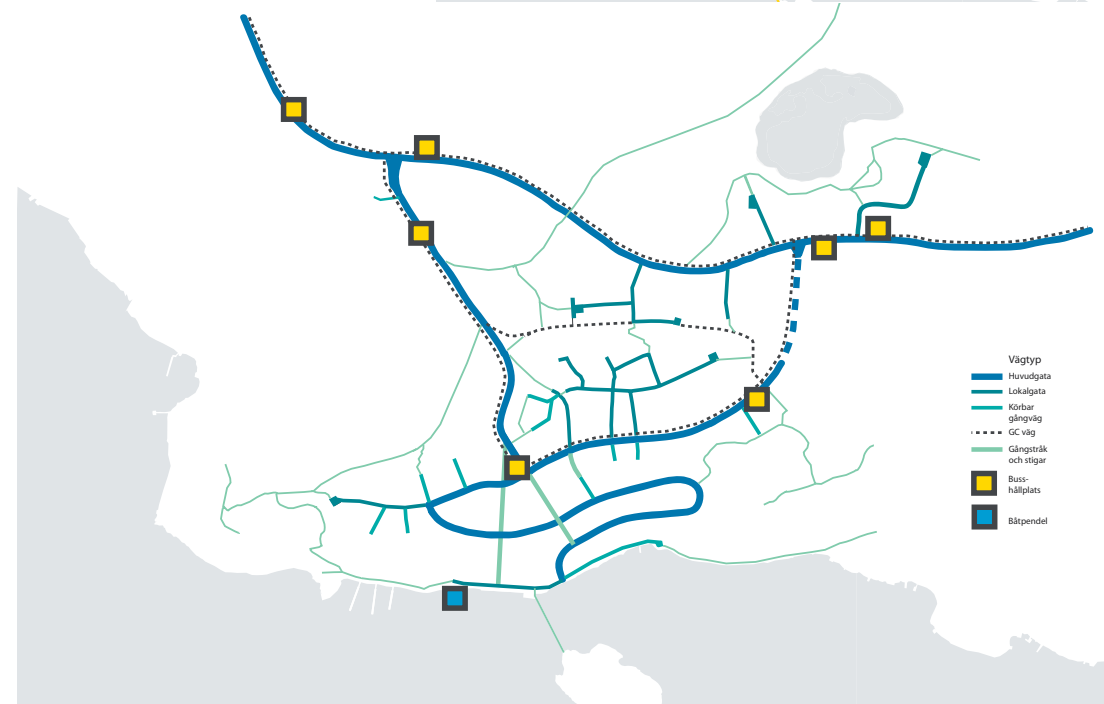 Vägtyp
Huvudgata
Lokalgata
Körbar
gångväg
GC väg
Gångstråk
och stigar
Buss-
hållplats
Båtpendel